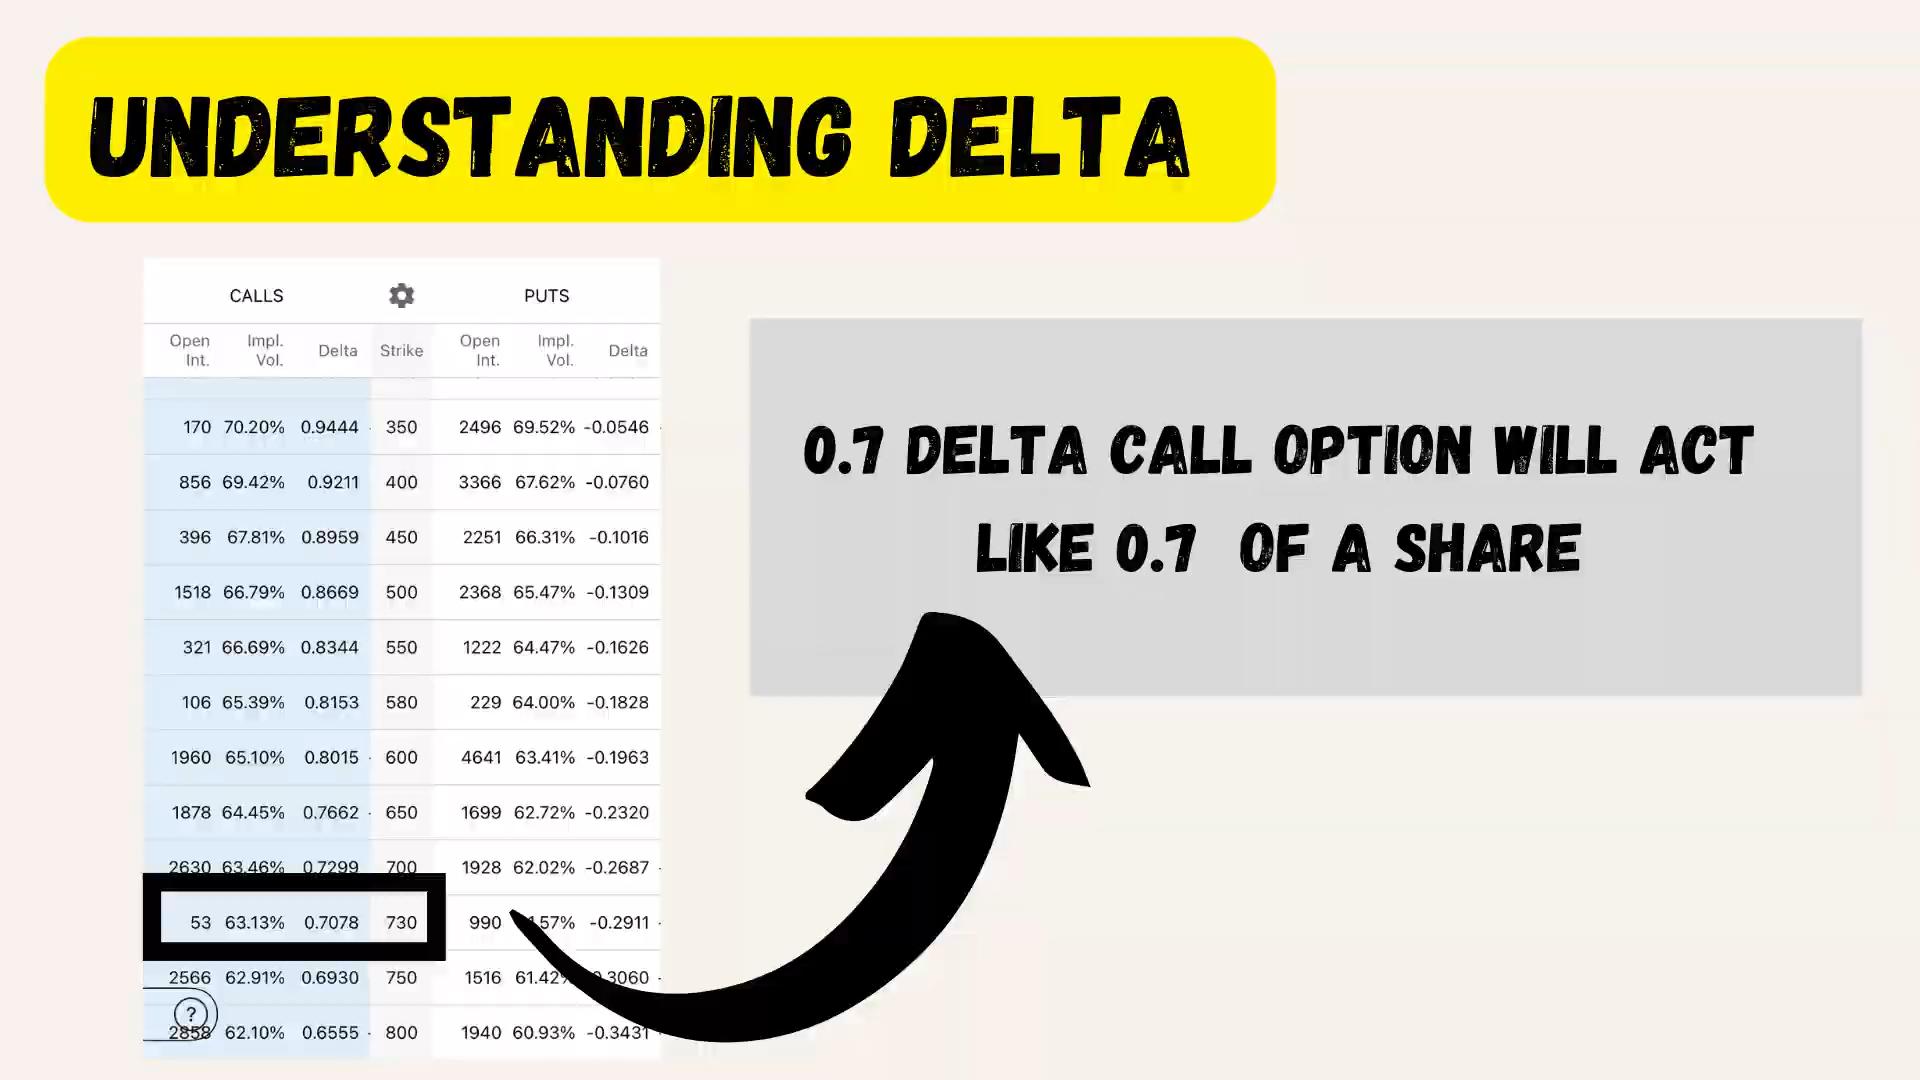 UNDERSTANDING DELTA
CALLS PUTS
Open Int. Impl. Vol. Delta Strike Open Int. Impl. Vol. Delta
170 70.20% 0.9444 350 2496 69.52% -0.0546
856 69.42% 0.9211 400 3366 67.62% -0.0760
396 67.81% 0.8959 450 2251 66.31% -0.1016
1518 66.79% 0.8669 500 2368 65.47% -0.1309
321 66.69% 0.8344 550 1222 64.47% -0.1626
106 65.39% 0.8153 580 229 64.00% -0.1828
1960 65.10% 0.8015 600 4641 63.41% -0.1963
1878 64.45% 0.7662 650 1699 62.72% -0.2320
2630 63.46% 0.7299 700 1928 62.02% -0.2687
53 63.13% 0.7078 730 990 .57% -0.2911
2566 62.91% 0.6930 750 1516 61.42% .3060
?
2858 62.10% 0.6555 800 1940 60.93% -0.3431
0.7 DELTA CALL OPTION WILL ACT
LIKE 0.7 OF A SHARE